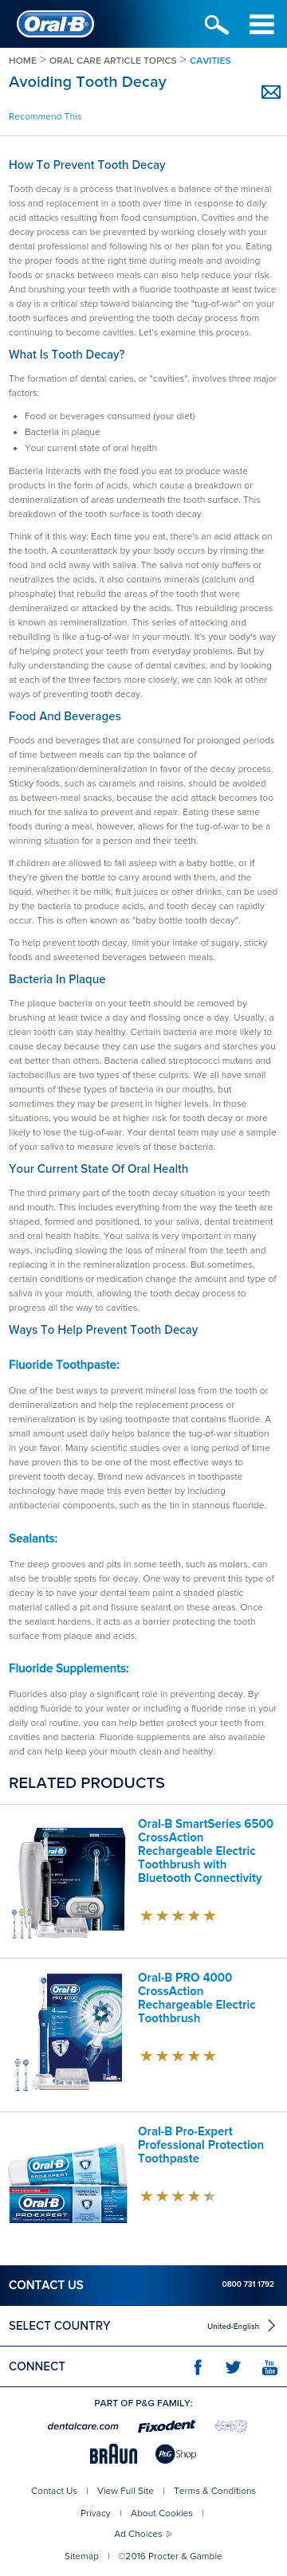 Oral-B
HOME > ORAL CARE ARTICLE TOPICS > CAVITIES
Avoiding Tooth Decay
Recommend This
How To Prevent Tooth Decay
Tooth decay is a process that involves a balance of the mineral
loss and replacement in a tooth over time in response to daily
acid attacks resulting from food consumption. Cavities and the
decay process can be prevented by working closely with your
dental professional and following his or her plan for you. Eating
the proper foods at the right time during meals and avoiding
foods or snacks between meals can also help reduce your risk.
And brushing your teeth with a fluoride toothpaste at least twice
a day is a critical step toward balancing the "tug-of-war" on your
tooth surfaces and preventing the tooth decay process from
continuing to become cavities. Let's examine this process.
What Is Tooth Decay?
The formation of dental caries, or "cavities", involves three major
factors:
• Food or beverages consumed (your diet)
• Bacteria in plaque
• Your current state of oral health
Bacteria interacts with the food you eat to produce waste
products in the form of acids, which cause a breakdown or
demineralization of areas underneath the tooth surface. This
breakdown of the tooth surface is tooth decay.
Think of it this way: Each time you eat, there's an acid attack on
the tooth. A counterattack by your body occurs by rinsing the
food and acid away with saliva. The saliva not only buffers or
neutralizes the acids, it also contains minerals (calcium and
phosphate) that rebuild the areas of the tooth that were
demineralized or attacked by the acids. This rebuilding process
is known as remineralization. This series of attacking and
rebuilding is like a tug-of-war in your mouth. It's your body's way
of helping protect your teeth from everyday problems. But by
fully understanding the cause of dental cavities, and by looking
at each of the three factors more closely, we can look at other
ways of preventing tooth decay.
Food And Beverages
Foods and beverages that are consumed for prolonged periods
of time between meals can tip the balance of
remineralization/demineralization in favor of the decay process.
Sticky foods, such as caramels and raisins, should be avoided
as between-meal snacks, because the acid attack becomes too
much for the saliva to prevent and repair. Eating these same
foods during a meal, however, allows for the tug-of-war to be a
winning situation for a person and their teeth.
If children are allowed to fall asleep with a baby bottle, or if
they're given the bottle to carry around with them, and the
liquid, whether it be milk, fruit juices or other drinks, can be used
by the bacteria to produce acids, and tooth decay can rapidly
occur. This is often known as "baby bottle tooth decay".
To help prevent tooth decay, limit your intake of sugary, sticky
foods and sweetened beverages between meals.
Bacteria In Plaque
The plaque bacteria on your teeth should be removed by
brushing at least twice a day and flossing once a day. Usually, a
clean tooth can stay healthy. Certain bacteria are more likely to
cause decay because they can use the sugars and starches you
eat better than others. Bacteria called streptococci mutans and
lactobacillus are two types of these culprits. We all have small
amounts of these types of bacteria in our mouths, but
sometimes they may be present in higher levels. In those
situations, you would be at higher risk for tooth decay or more
likely to lose the tug-of-war. Your dental team may use a sample
of your saliva to measure levels of these bacteria.
Your Current State Of Oral Health
The third primary part of the tooth decay situation is your teeth
and mouth. This includes everything from the way the teeth are
shaped, formed and positioned, to your saliva, dental treatment
and oral health habits. Your saliva is very important in many
ways, including slowing the loss of mineral from the teeth and
replacing it in the remineralization process. But sometimes,
certain conditions or medication change the amount and type of
saliva in your mouth, allowing the tooth decay process to
progress all the way to cavities.
Ways To Help Prevent Tooth Decay
Fluoride Toothpaste:
One of the best ways to prevent mineral loss from the tooth or
demineralization and help the replacement process or
remineralization is by using toothpaste that contains fluoride. A
small amount used daily helps balance the tug-of-war situation
in your favor. Many scientific studies over a long period of time
have proven this to be one of the most effective ways to
prevent tooth decay. Brand new advances in toothpaste
technology have made this even better by including
antibacterial components, such as the tin in stannous fluoride.
Sealants:
The deep grooves and pits in some teeth, such as molars, can
also be trouble spots for decay. One way to prevent this type of
decay is to have your dental team paint a shaded plastic
material called a pit and fissure sealant on these areas. Once
the sealant hardens, it acts as a barrier protecting the tooth
surface from plaque and acids.
Fluoride Supplements:
Fluorides also play a significant role in preventing decay. By
adding fluoride to your water or including a fluoride rinse in your
daily oral routine, you can help better protect your teeth from
cavities and bacteria. Fluoride supplements are also available
and can help keep your mouth clean and healthy.
RELATED PRODUCTS
Oral-B SmartSeries 6500
CrossAction
Rechargeable Electric
Toothbrush with
Bluetooth Connectivity
Oral-B PRO 4000
CrossAction
Rechargeable Electric
Toothbrush
Oral-B
PRO 4000
Oral-B Pro-Expert
Professional Protection
Toothpaste
Oral-B
PRO-EXPERT
Oral-B
PRO-EXPERT
CONTACT US 0800 731 1792
SELECT COUNTRY United-English
CONNECT
You
Tube
PART OF P&G FAMILY:
dentalcare.com Fixodent
BRAUN P&G Shop
Contact Us | View Full Site | Terms & Conditions
Privacy | About Cookies |
Ad Choices
Sitemap | ©2016 Procter & Gamble